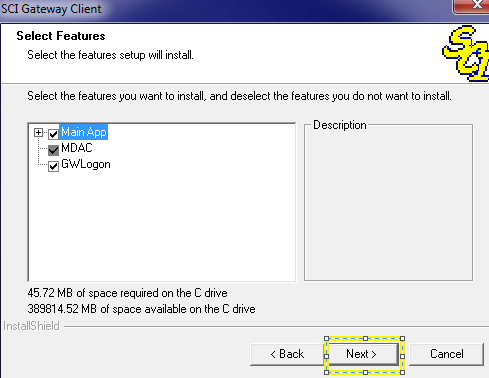 SCI Gateway Client
Select Features
Select the features setup will install.
SCI
Select the features you want to install, and deselect the features you do not want to install.
Main App
MDAC
GWLogon
Description
45.72 MB of space required on the C drive
389814.52 MB of space available on the C drive
InstallShield
< Back
Next >
Cancel